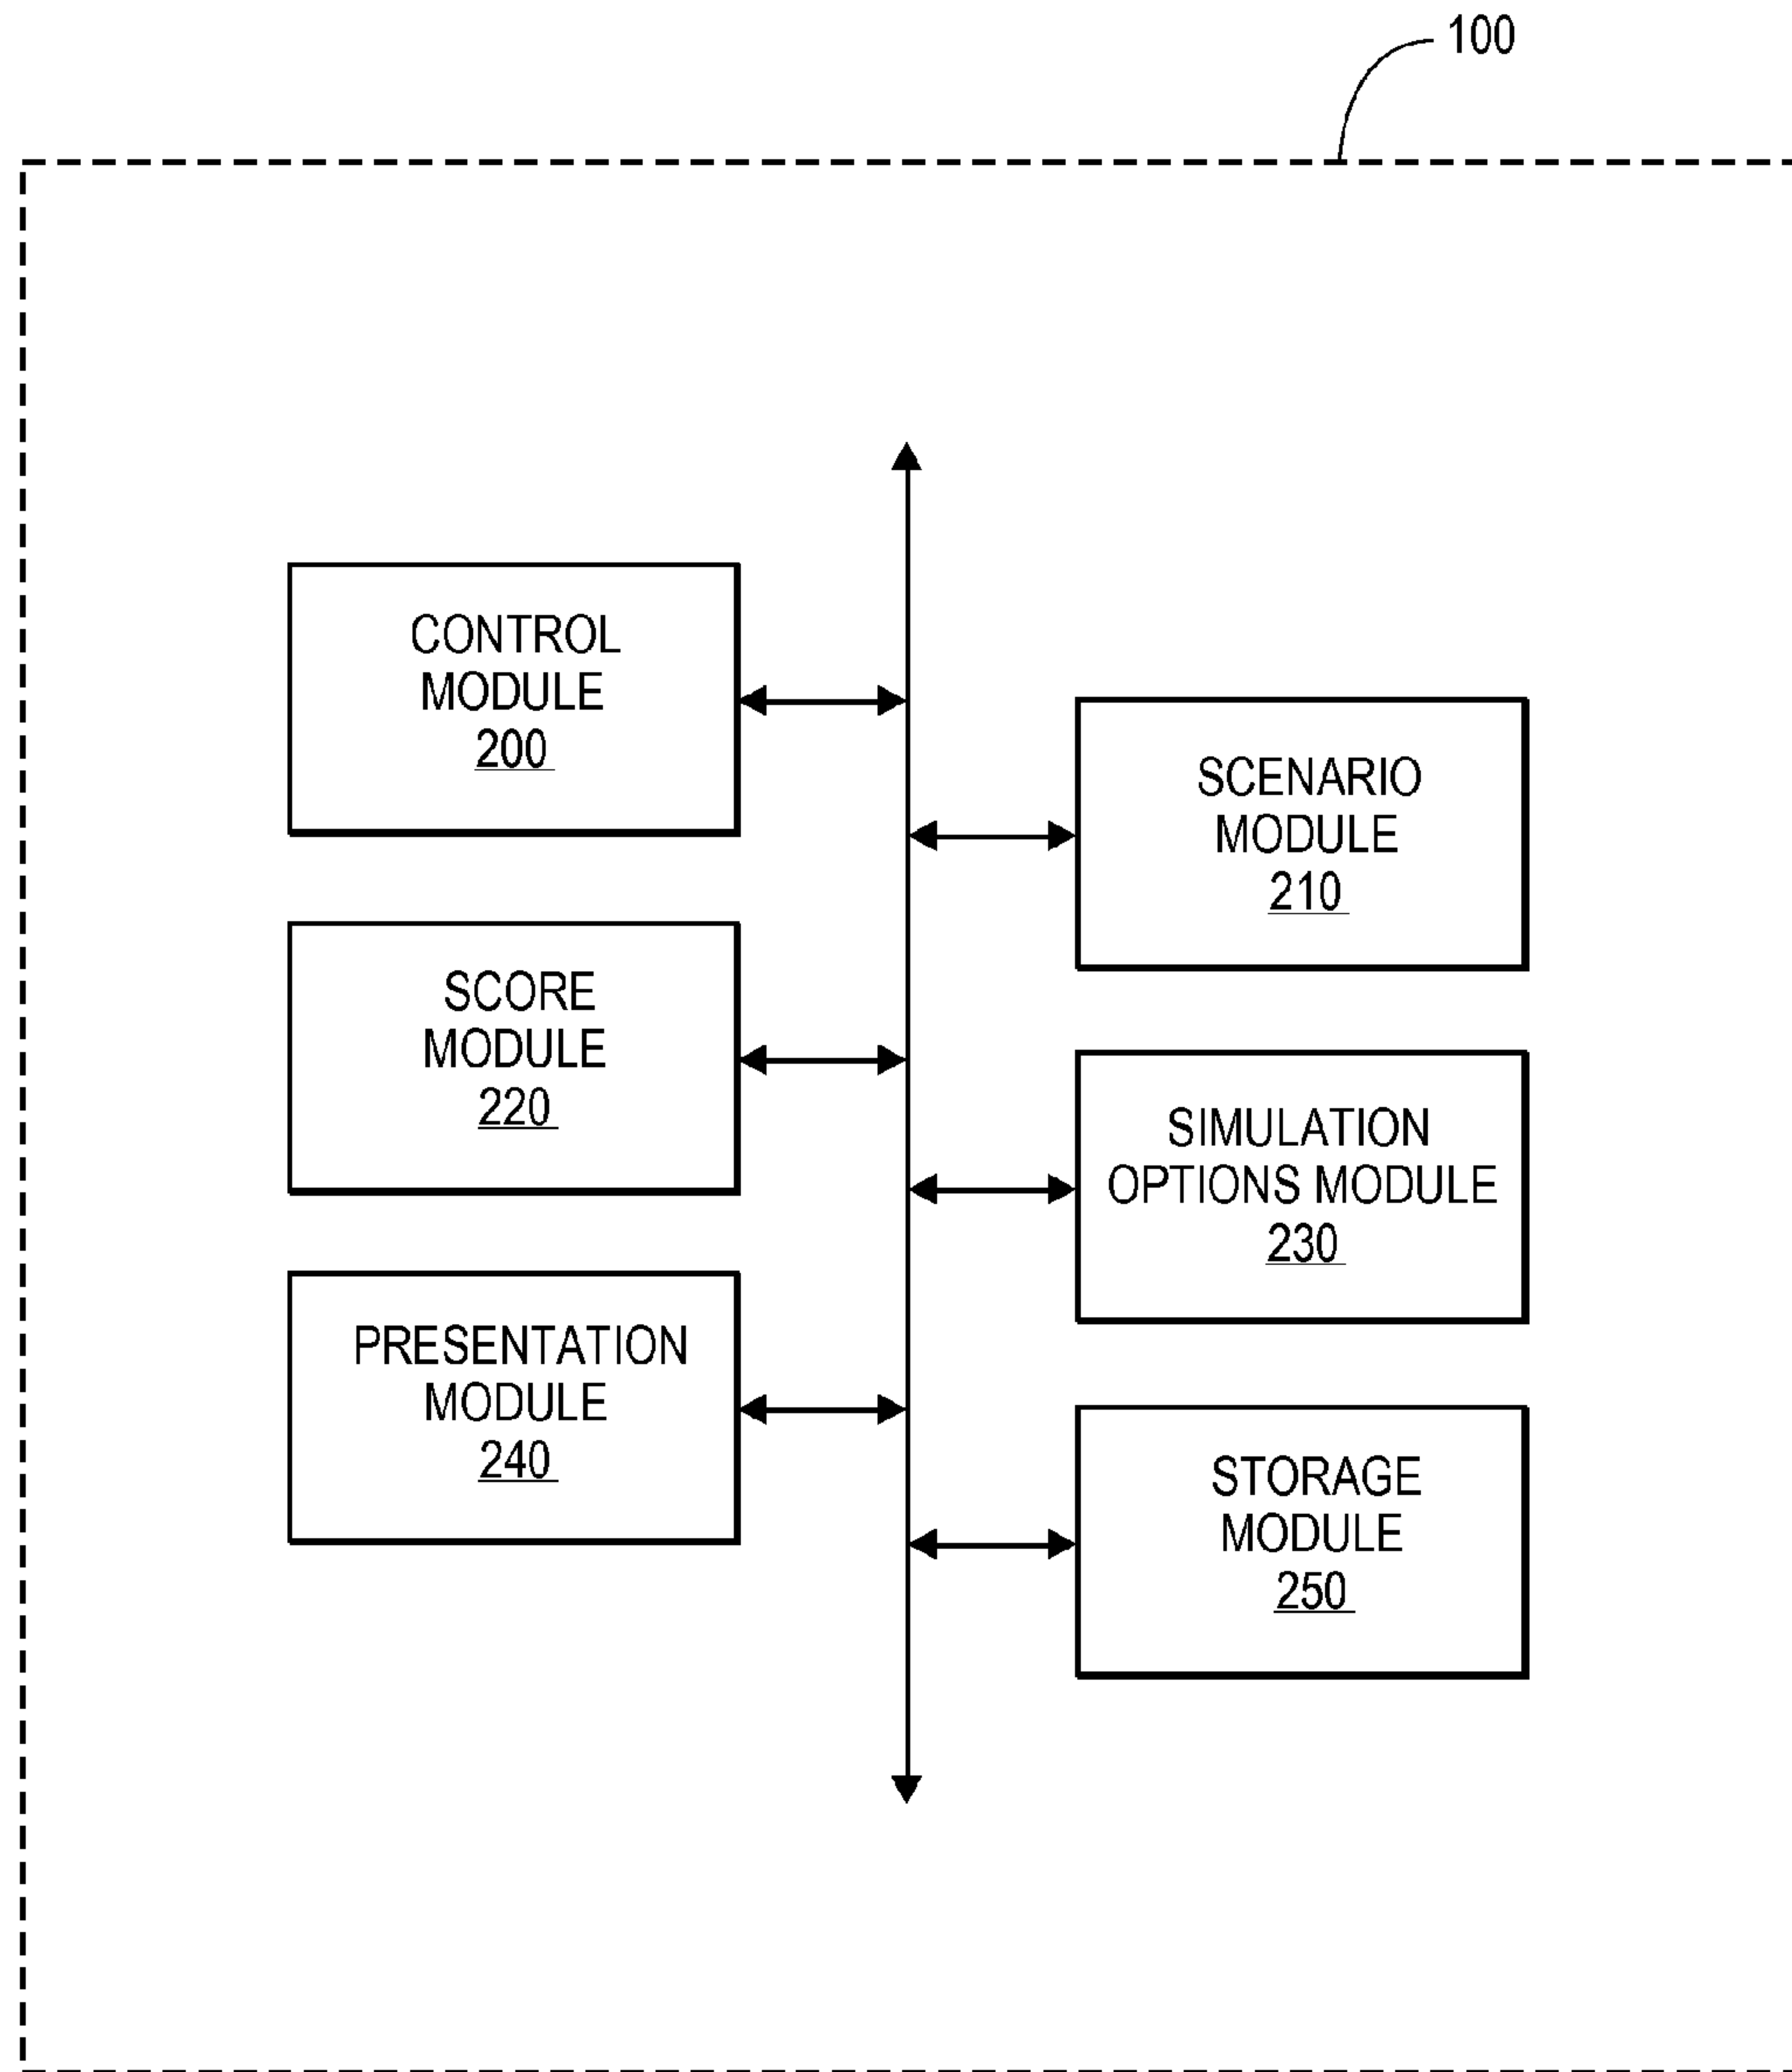 100
CONTROL
MODULE
200
SCENARIO
MODULE
210
SCORE
MODULE
220
SIMULATION
OPTIONS MODULE
230
PRESENTATION
MODULE
240
STORAGE
MODULE
250